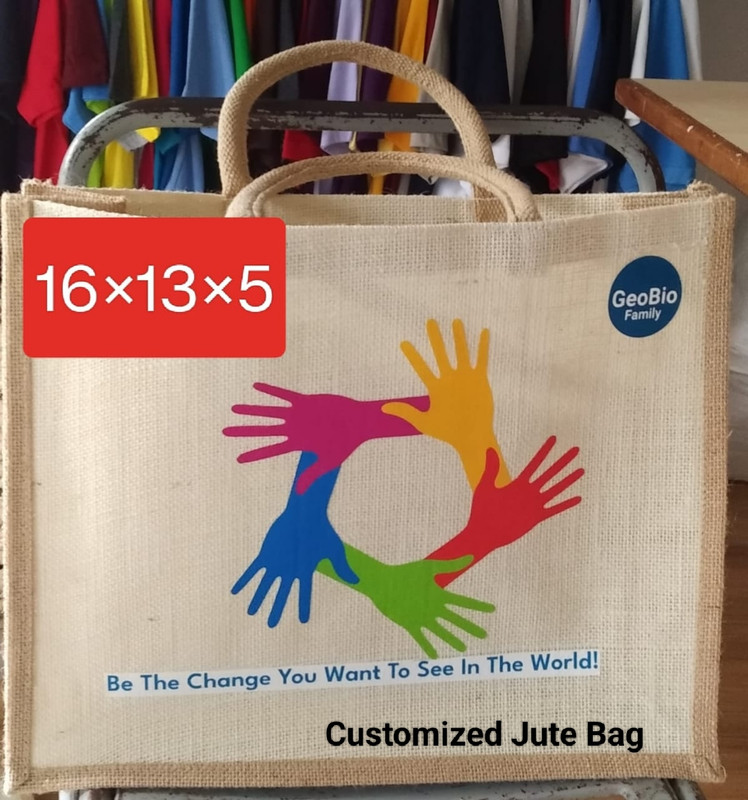 16×13×5
GeoBio
Family
Be The Change You Want To See In The World!
Customized Jute Bag